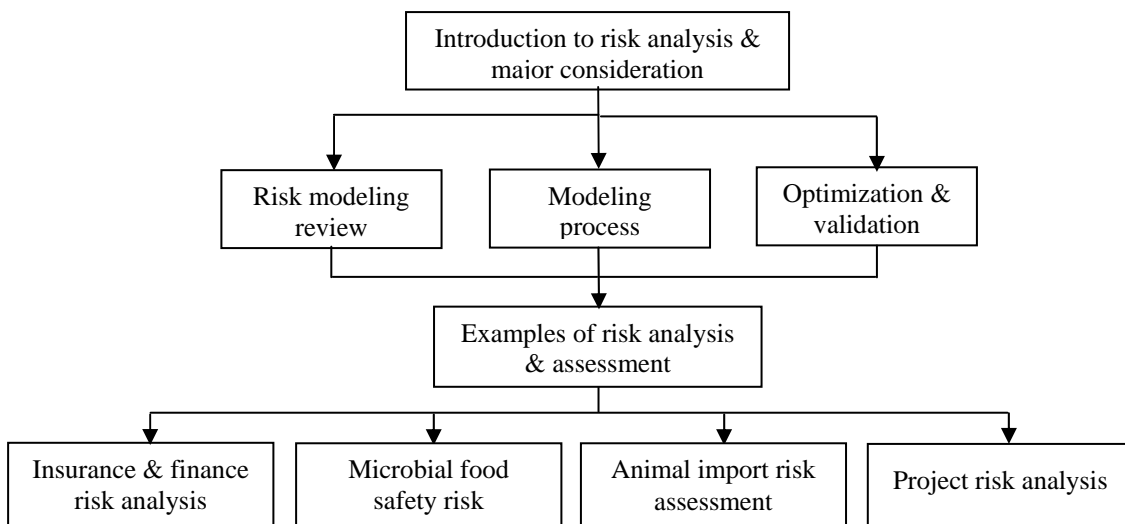 Introduction to risk analysis &
major consideration
Risk modeling
review
Modeling
process
Optimization &
validation
Examples of risk analysis
& assessment
Insurance & finance
risk analysis
Microbial food
safety risk
Animal import risk
assessment
Project risk analysis